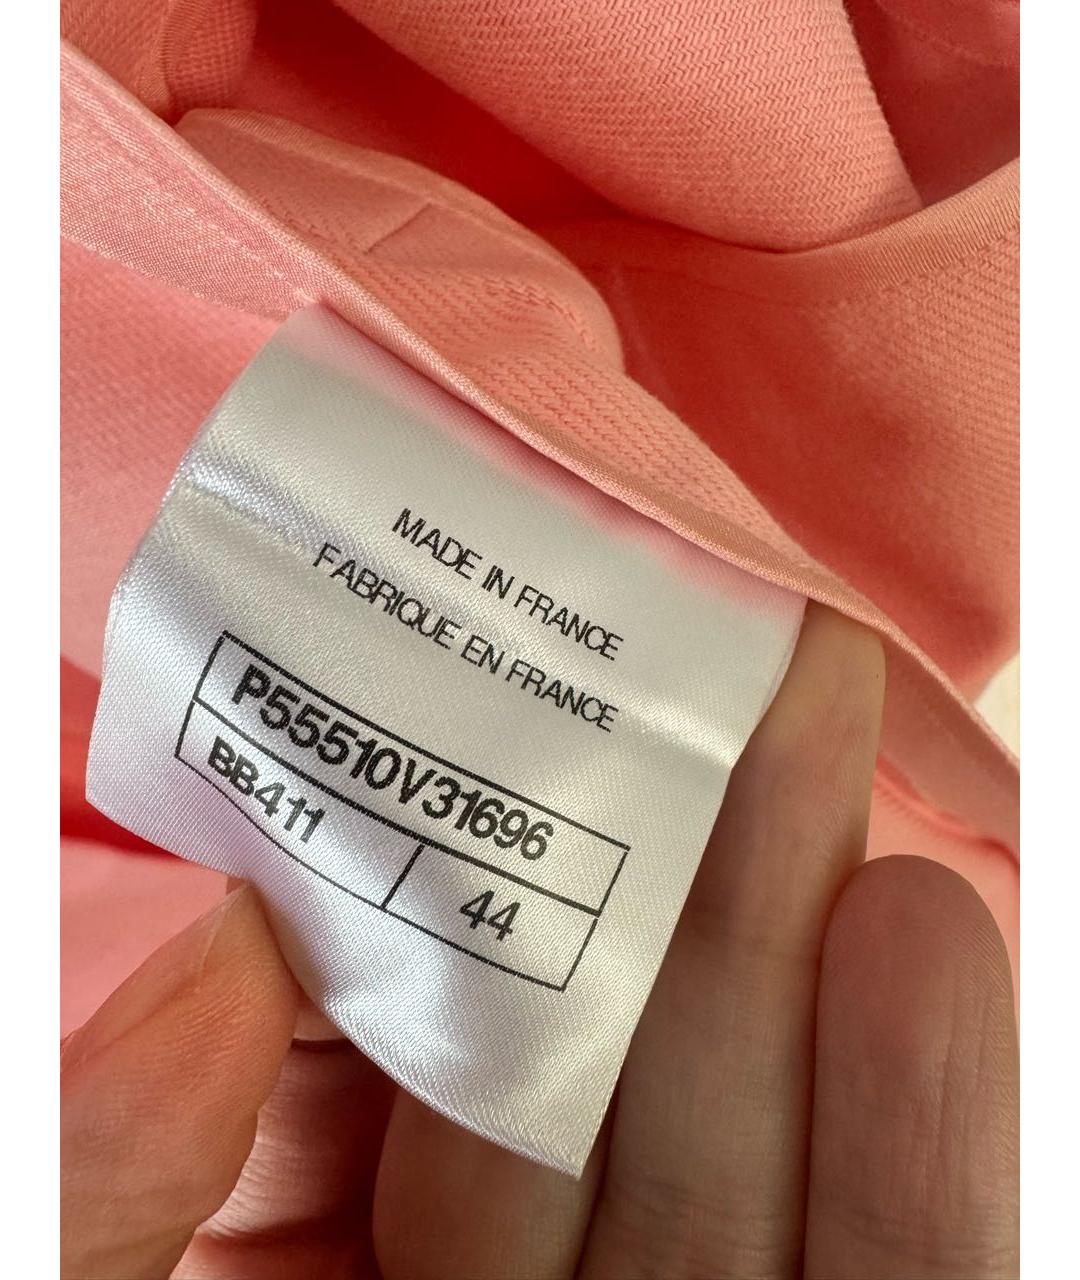 MADE IN FRANCE
FABRIQUE EN FRANCE
P55510V31696
BB411 44